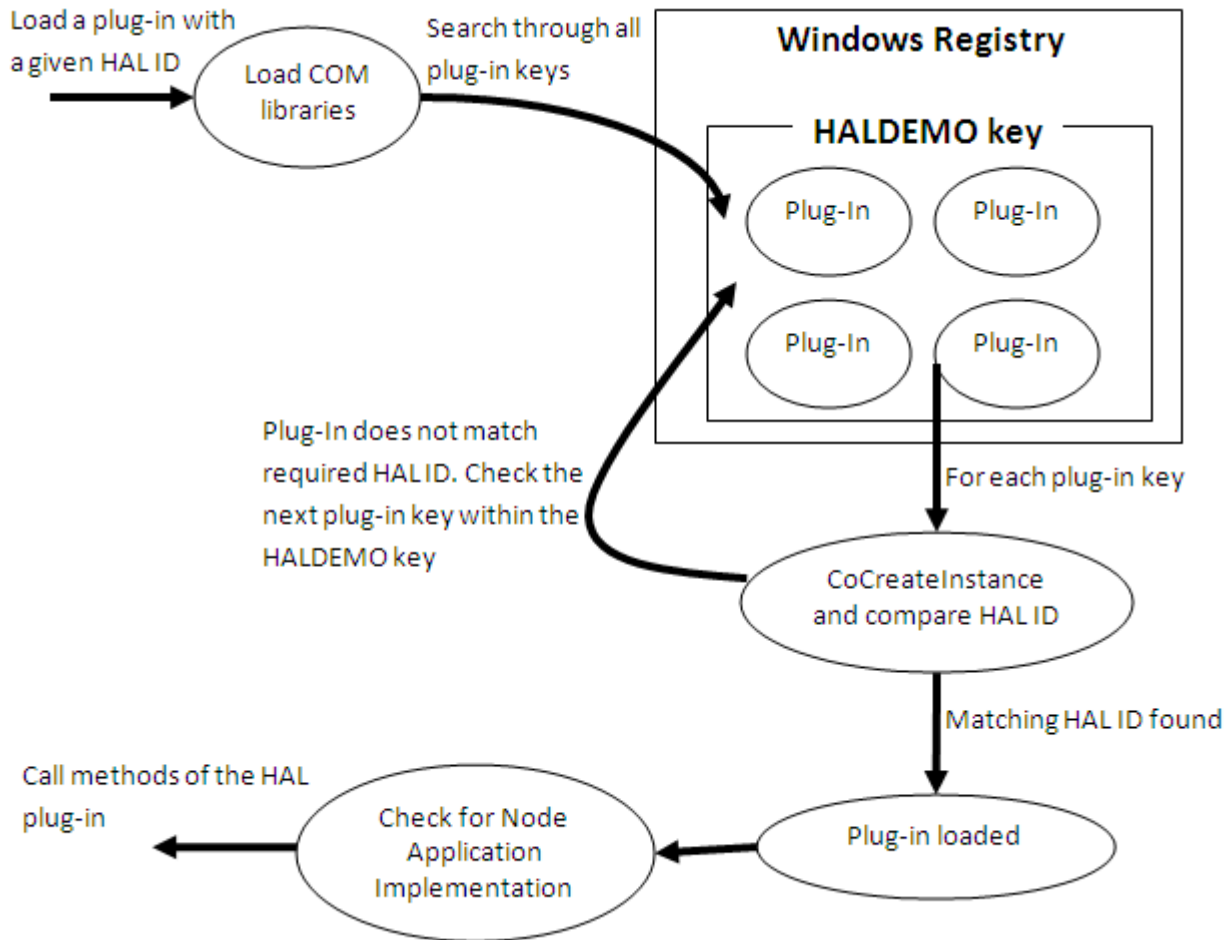 Load a plug-in with
a given HAL ID
Load COM
libraries
Search through all
plug-in keys
Windows Registry
HALDEMO key
Plug-In
Plug-In
Plug-In
Plug-In
For each plug-in key
Plug-In does not match
required HAL ID. Check the
next plug-in key within the
HALDEMO key
CoCreateInstance
and compare HAL ID
Matching HAL ID found
Plug-in loaded
Check for Node
Application
Implementation
Call methods of the HAL
plug-in